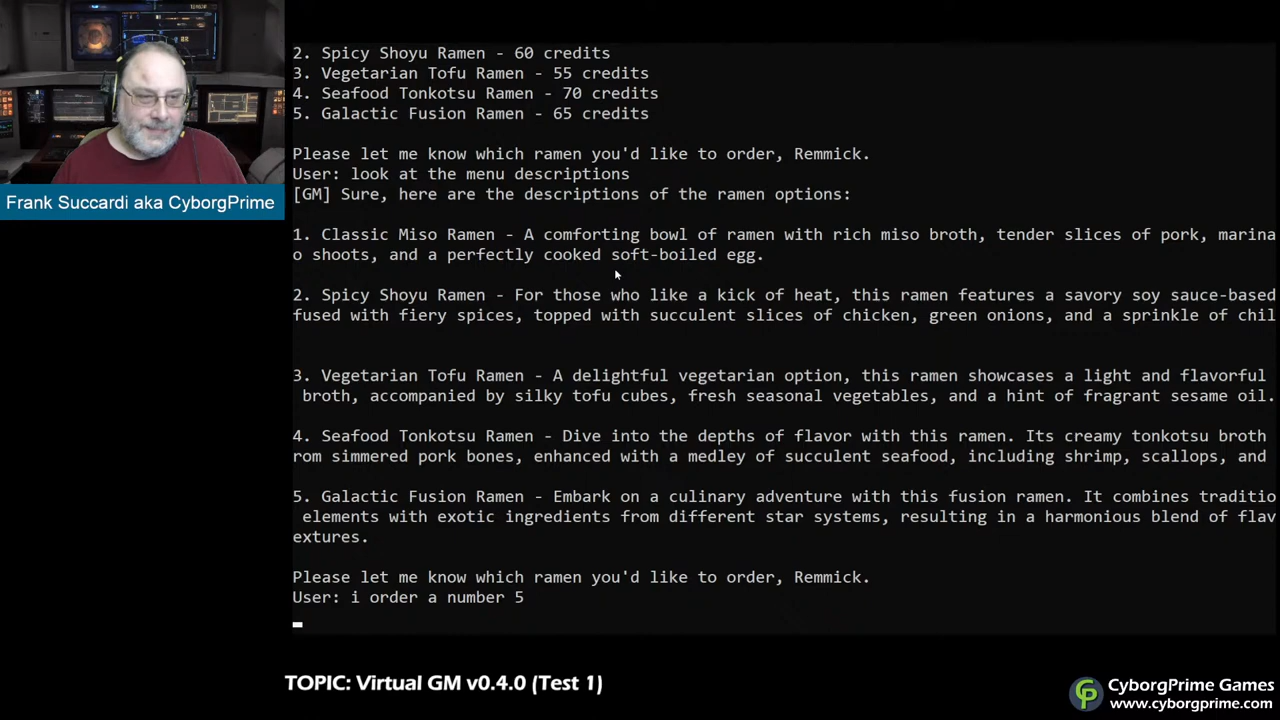 2. Spicy Shoyu Ramen - 60 credits
3. Vegetarian Tofu Ramen - 55 credits
4. Seafood Tonkotsu Ramen - 70 credits
5. Galactic Fusion Ramen - 65 credits
Please let me know which ramen you'd like to order, Remmick.
User: look at the menu descriptions
[GM] Sure, here are the descriptions of the ramen options:
1. Classic Miso Ramen - A comforting bowl of ramen with rich miso broth, tender slices of pork, marina
o shoots, and a perfectly cooked soft-boiled egg.
2. Spicy Shoyu Ramen - For those who like a kick of heat, this ramen features a savory soy sauce-based
fused with fiery spices, topped with succulent slices of chicken, green onions, and a sprinkle of chil
3. Vegetarian Tofu Ramen - A delightful vegetarian option, this ramen showcases a light and flavorful
broth, accompanied by silky tofu cubes, fresh seasonal vegetables, and a hint of fragrant sesame oil.
4. Seafood Tonkotsu Ramen - Dive into the depths of flavor with this ramen. Its creamy tonkotsu broth
rom simmered pork bones, enhanced with a medley of succulent seafood, including shrimp, scallops, and
5. Galactic Fusion Ramen - Embark on a culinary adventure with this fusion ramen. It combines traditio
elements with exotic ingredients from different star systems, resulting in a harmonious blend of flav
extures.
Please let me know which ramen you'd like to order, Remmick.
User: i order a number 5
Frank Succardi aka CyborgPrime
TOPIC: Virtual GM v0.4.0 (Test 1)
CyborgPrime Games
www.cyborgprime.com